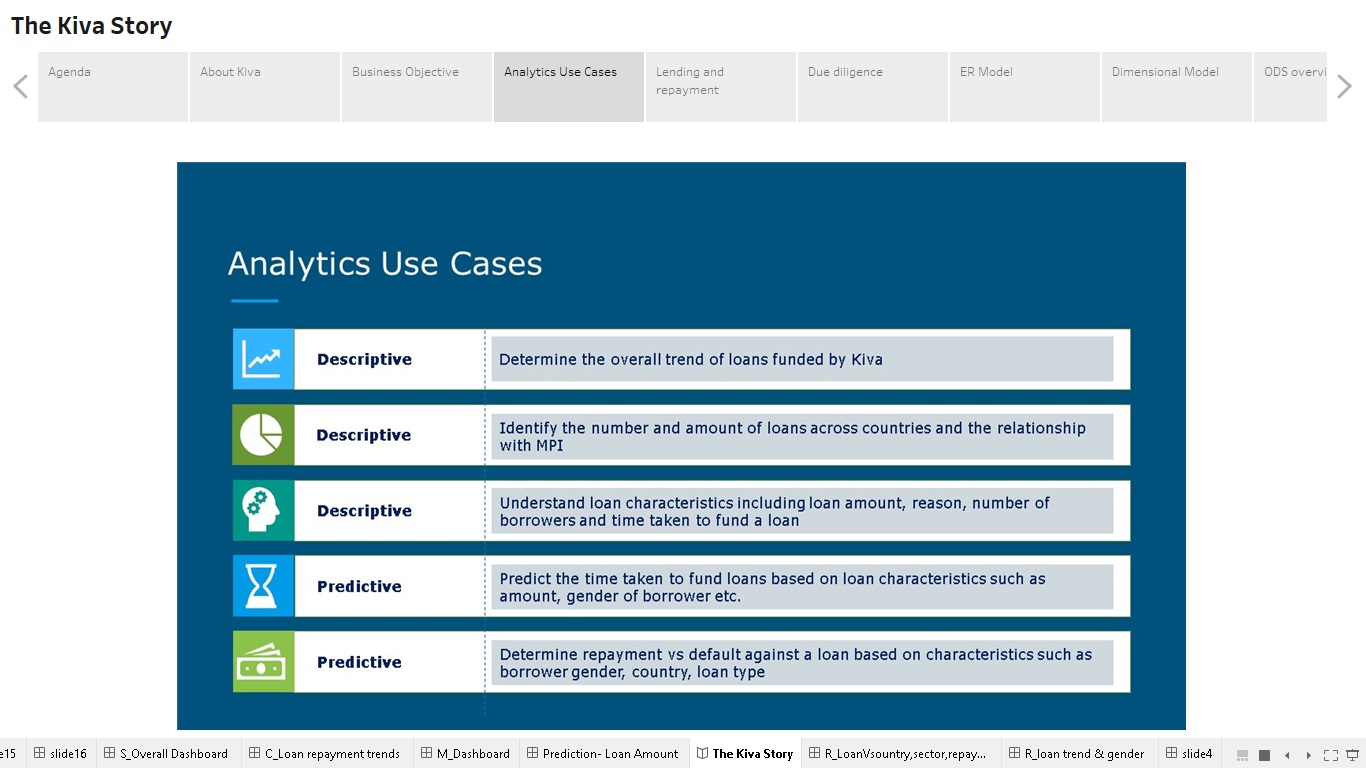 The Kiva Story
Agenda
About Kiva
Business Objective
Analytics Use Cases
Lending and
repayment
Due diligence
ER Model
Dimensional Model
ODS overvi
Analytics Use Cases
Descriptive
Determine the overall trend of loans funded by Kiva
Descriptive
Identify the number and amount of loans across countries and the relationship
with MPI
Descriptive
Understand loan characteristics including loan amount, reason, number of
borrowers and time taken to fund a loan
Predictive
Predict the time taken to fund loans based on loan characteristics such as
amount, gender of borrower etc.
Predictive
Determine repayment vs default against a loan based on characteristics such as
borrower gender, country, loan type
e15
slide16
S_Overall Dashboard
C_Loan repayment trends
M_Dashboard
Prediction- Loan Amount
The Kiva Story
R_LoanVsountry,sector,repay...
R_loan trend & gender
slide4